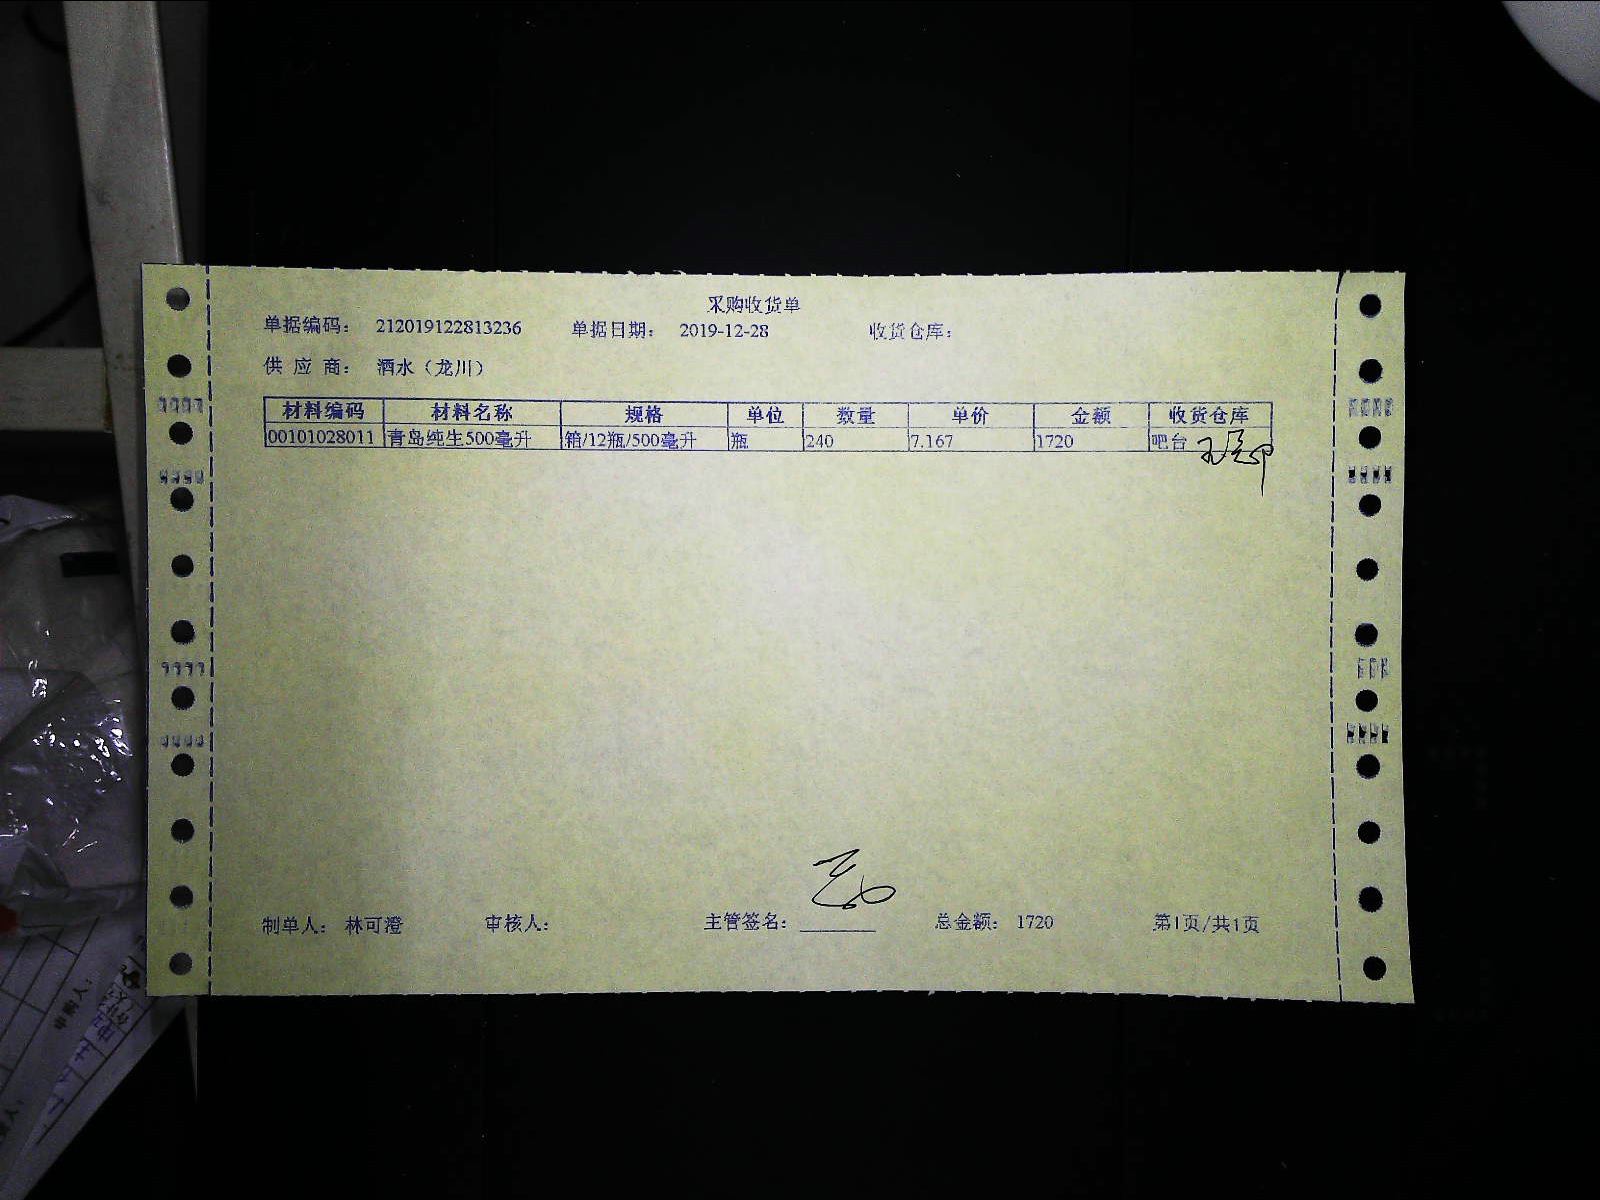 采购收货单
单据编码： 212019122813236 单据日期： 2019-12-28 收货仓库：
供 应 商： 酒水（龙川）
材料编码 材料名称 规格 单位 数量 单价 金额 收货仓库
00101028011 青岛纯生500毫升 箱/12瓶/500毫升 瓶 240 7.167 1720 吧台
制单人： 林可澄 审核人： 主管签名： 总金额： 1720 第1页/共1页
审购人：